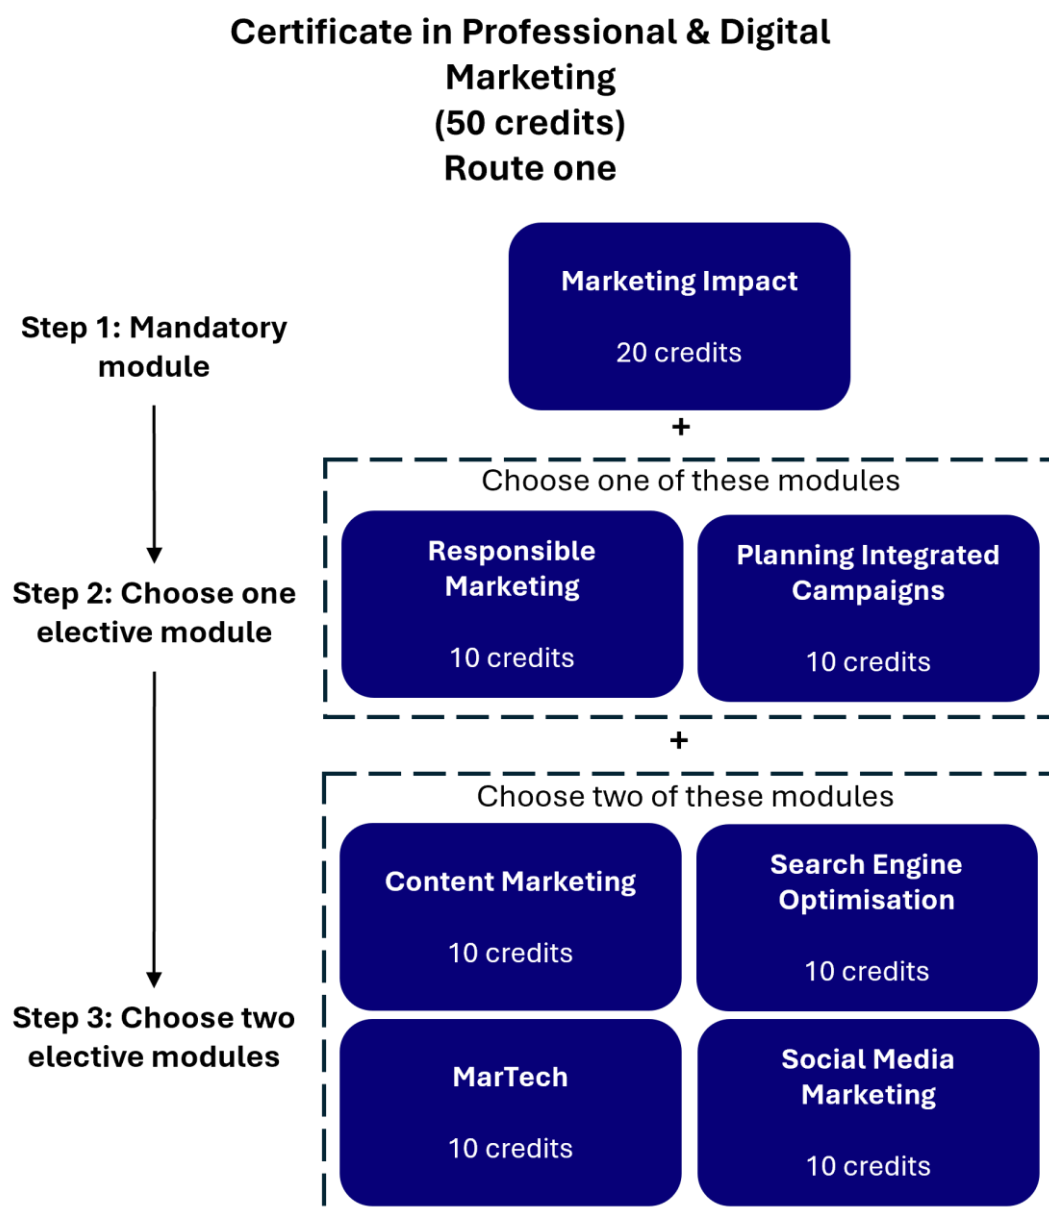 Certificate in Professional & Digital
Marketing
(50 credits)
Route one
Marketing Impact
20 credits
Step 1: Mandatory
module
+
Choose one of these modules
Responsible
Marketing
10 credits
Planning Integrated
Campaigns
10 credits
Step 2: Choose one
elective module
+
Choose two of these modules
Content Marketing
10 credits
Search Engine
Optimisation
10 credits
Step 3: Choose two
elective modules
MarTech
10 credits
Social Media
Marketing
10 credits